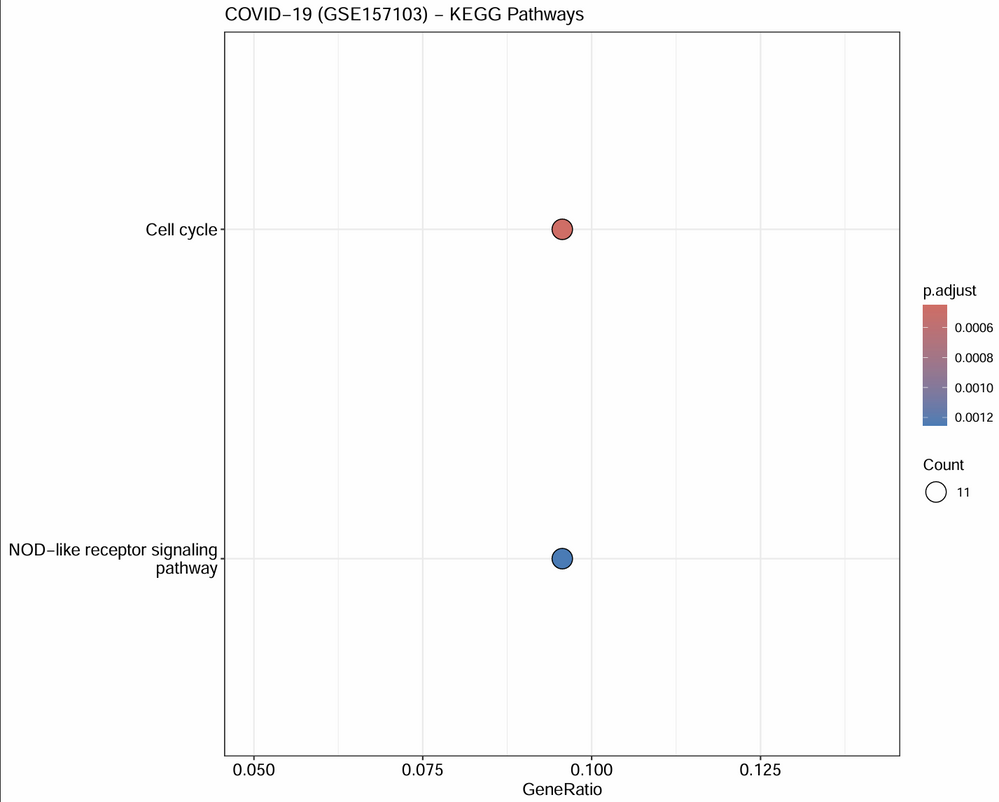 COVID−19 (GSE157103) − KEGG Pathways
Cell cycle
NOD−like receptor signaling
pathway
0.050
0.075
0.100
0.125
GeneRatio
p.adjust
0.0006
0.0008
0.0010
0.0012
Count
11